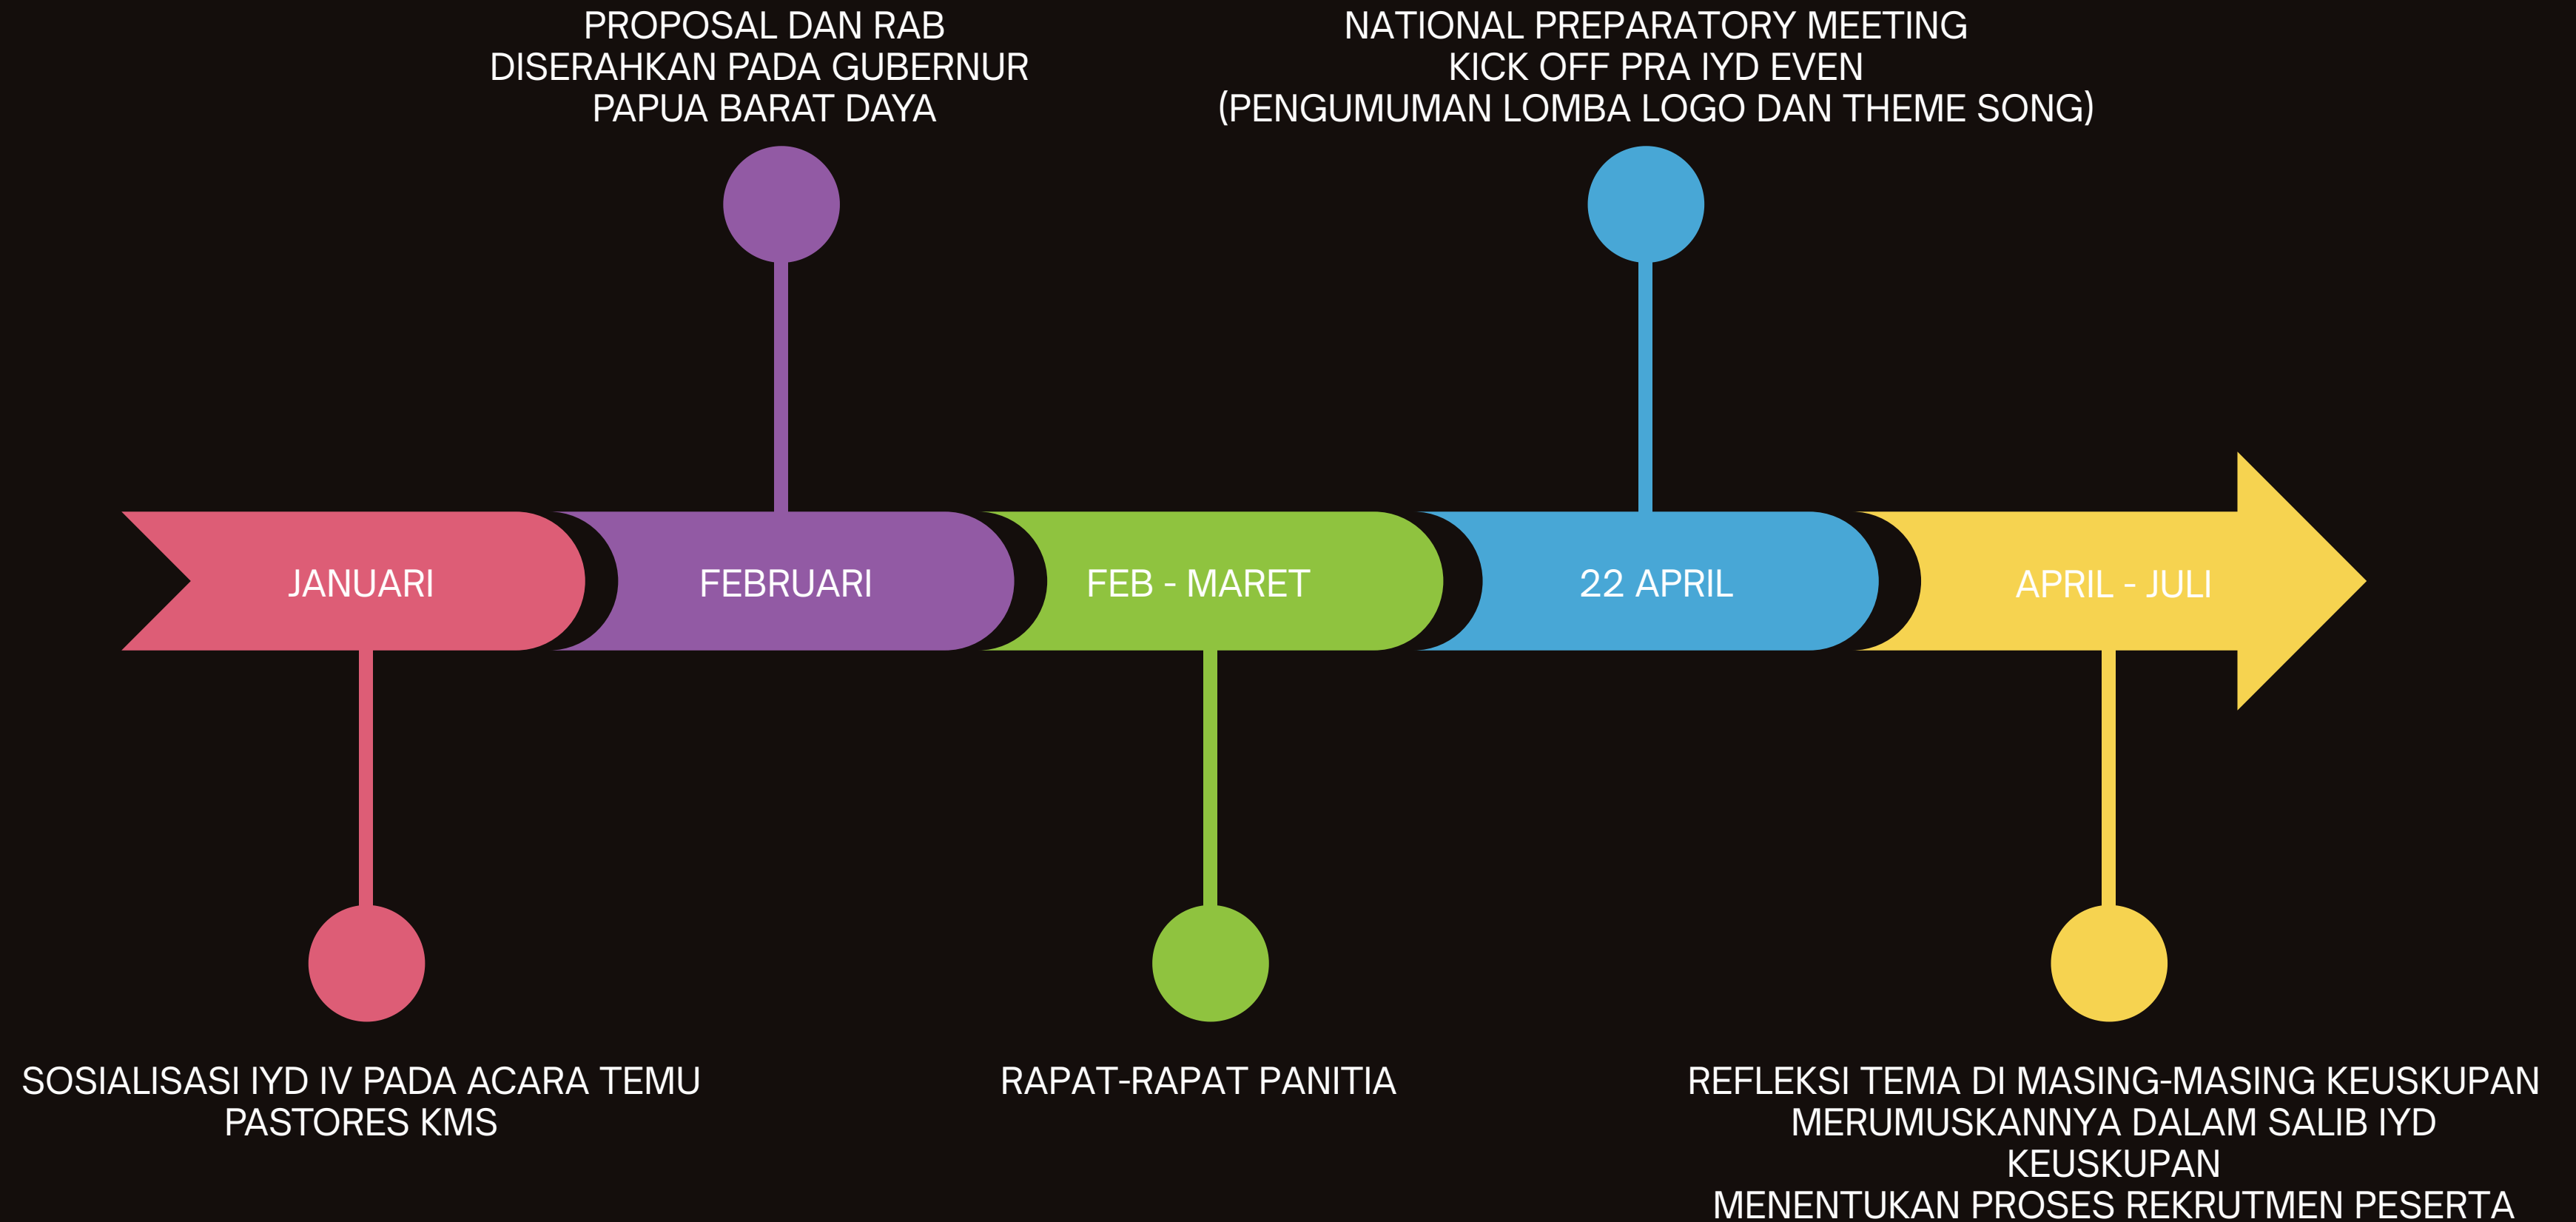 PROPOSAL DAN RAB
DISERAHKAN PADA GUBERNUR
PAPUA BARAT DAYA
NATIONAL PREPARATORY MEETING
KICK OFF PRA IYD EVEN
(PENGUMUMAN LOMBA LOGO DAN THEME SONG)
JANUARI
FEBRUARI
FEB - MARET
22 APRIL
APRIL - JULI
SOSIALISASI IYD IV PADA ACARA TEMU
PASTORES KMS
RAPAT-RAPAT PANITIA
REFLEKSI TEMA DI MASING-MASING KEUSKUPAN
MERUMUSKANNYA DALAM SALIB IYD
KEUSKUPAN
MENENTUKAN PROSES REKRUTMEN PESERTA